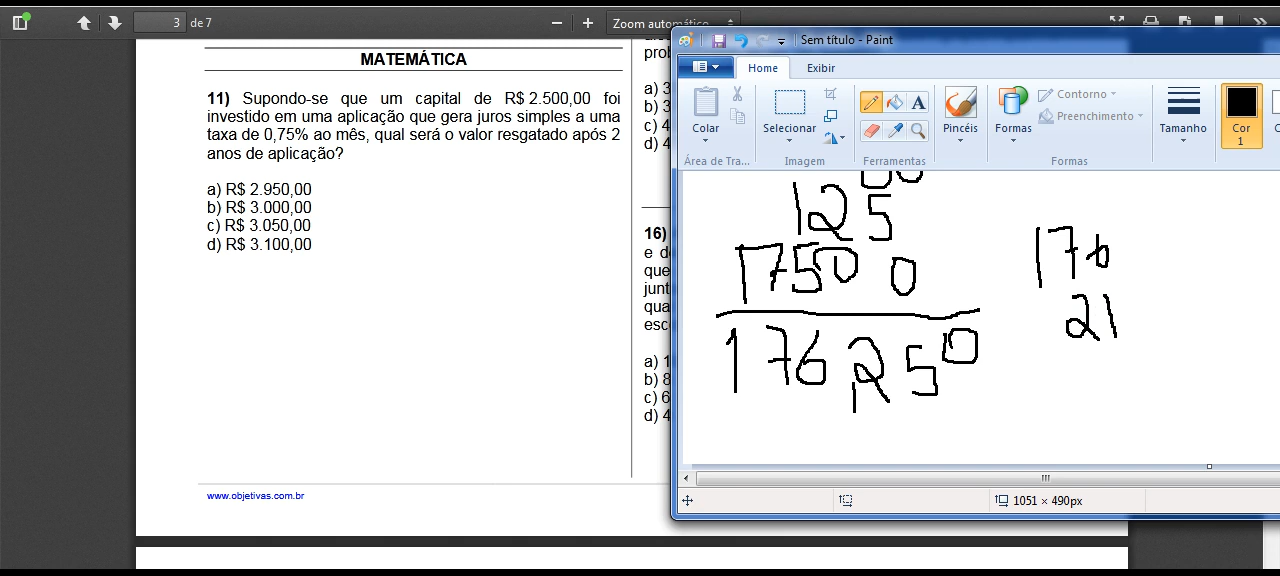 3 de 7
Zoom automático
MATEMÁTICA
11) Supondo-se que um capital de R$ 2.500,00 foi
investido em uma aplicação que gera juros simples a uma
taxa de 0,75% ao mês, qual será o valor resgatado após 2
anos de aplicação?
a) R$ 2.950,00
b) R$ 3.000,00
c) R$ 3.050,00
d) R$ 3.100,00
www.objetivas.com.br
prob
a) 3
b) 3
c) 4
d) 4
16)
e de
que
junt
qua
esco
a) 1
b) 8
c) 6
d) 4
Sem título - Paint
Home
Exibir
Colar
Selecionar
A
Pincéis
Formas
Contorno
Preenchimento
Tamanho
Cor
1
Área de Tra...
Imagem
Ferramentas
Formas
125
17500
176250
176
21
1051 × 490px